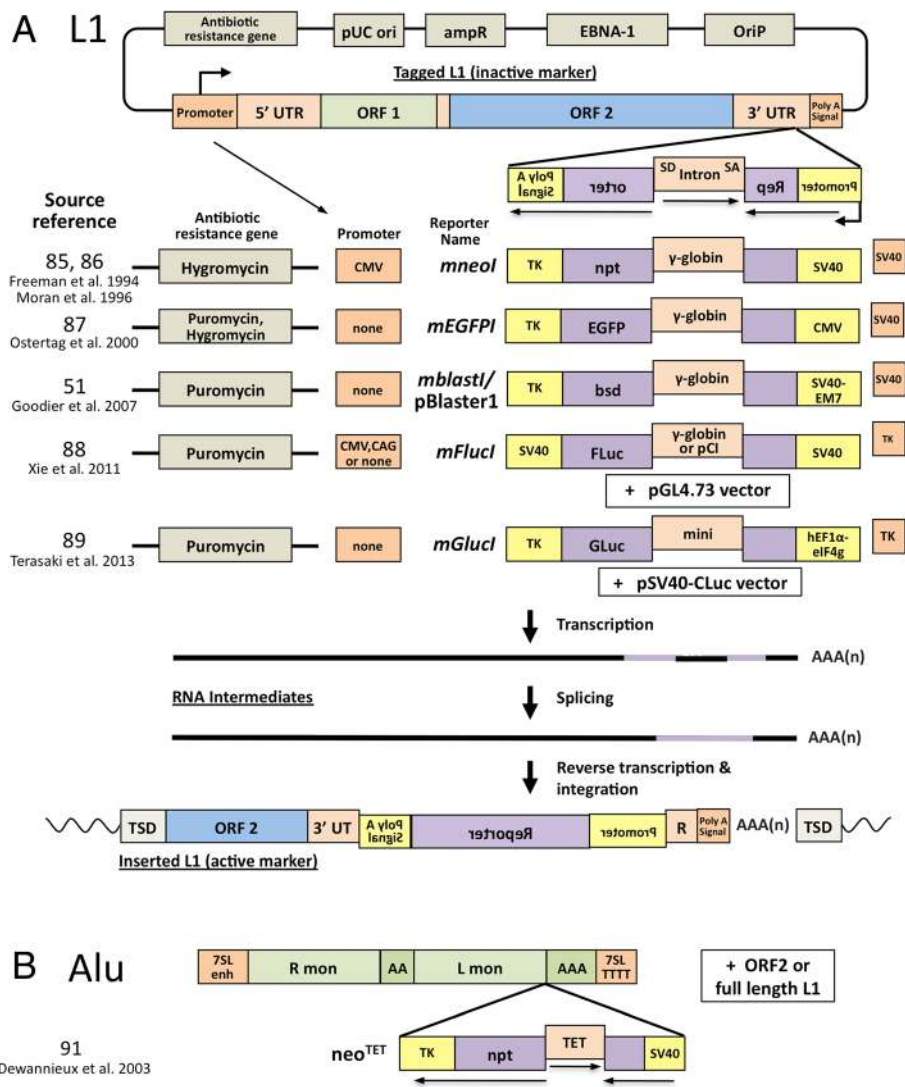 A L1
Antibiotic
resistance gene
pUC ori
ampR
EBNA-1
OriP
Tagged L1 (inactive marker)
Promoter
5' UTR
ORF 1
ORF 2
3' UTR
Poly A
Signal
Poly A
Signal
orter
SD Intron SA
Rep
Promoter
Source
reference
Antibiotic
resistance gene
Promoter
Reporter
Name
85, 86
Freeman et al. 1994
Moran et al. 1996
Hygromycin
CMV
mneoI
TK
npt
γ-globin
SV40
SV40
87
Ostertag et al. 2000
Puromycin,
Hygromycin
none
mEGFPI
TK
EGFP
γ-globin
CMV
SV40
51
Goodier et al. 2007
Puromycin
none
mblastI/
pBlaster1
TK
bsd
γ-globin
SV40-
EM7
SV40
88
Xie et al. 2011
Puromycin
CMV,CAG
or none
mFlucI
SV40
FLuc
γ-globin
or pCI
SV40
TK
+ pGL4.73 vector
89
Terasaki et al. 2013
Puromycin
none
mGlucI
TK
GLuc
mini
hEF1α-
eIF4g
TK
+ pSV40-CLuc vector
Transcription
AAA(n)
RNA Intermediates
Splicing
AAA(n)
Reverse transcription &
integration
TSD
ORF 2
3' UT
Poly A
Signal
Reporter
Promoter
R
Poly A
Signal
AAA(n)
TSD
Inserted L1 (active marker)
B Alu
7SL
enh
R mon
AA
L mon
AAA
7SL
TTTT
+ ORF2 or
full length L1
91
Dewannieux et al. 2003
neoTET
TK
npt
TET
SV40